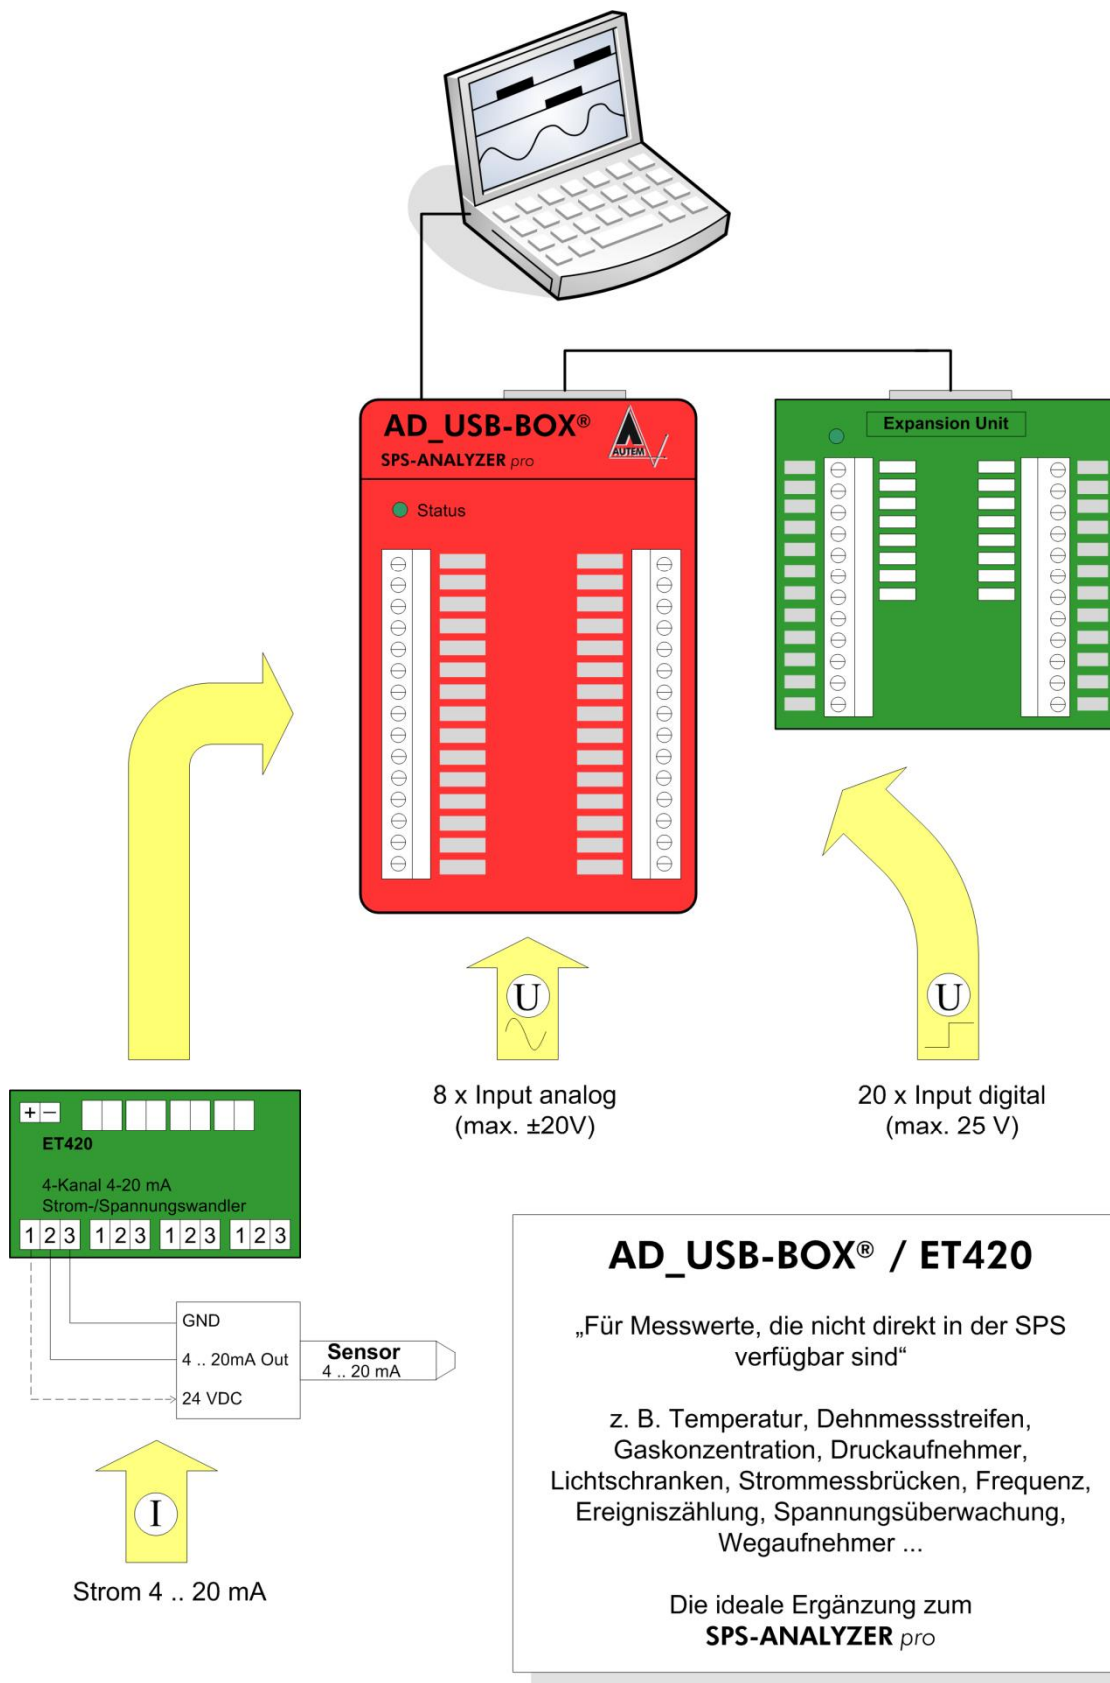 AD_USB-BOX®
SPS-ANALYZER pro
AUTEM
Status
Expansion Unit
U
8 x Input analog
(max. ±20V)
U
20 x Input digital
(max. 25 V)
+ −
ET420
4-Kanal 4-20 mA
Strom-/Spannungswandler
1 2 3 1 2 3 1 2 3 1 2 3
GND
4 .. 20mA Out
24 VDC
Sensor
4 .. 20 mA
I
Strom 4 .. 20 mA
AD_USB-BOX® / ET420
„Für Messwerte, die nicht direkt in der SPS
verfügbar sind“
z. B. Temperatur, Dehnmessstreifen,
Gaskonzentration, Druckaufnehmer,
Lichtschranken, Strommessbrücken, Frequenz,
Ereigniszählung, Spannungsüberwachung,
Wegaufnehmer ...
Die ideale Ergänzung zum
SPS-ANALYZER pro